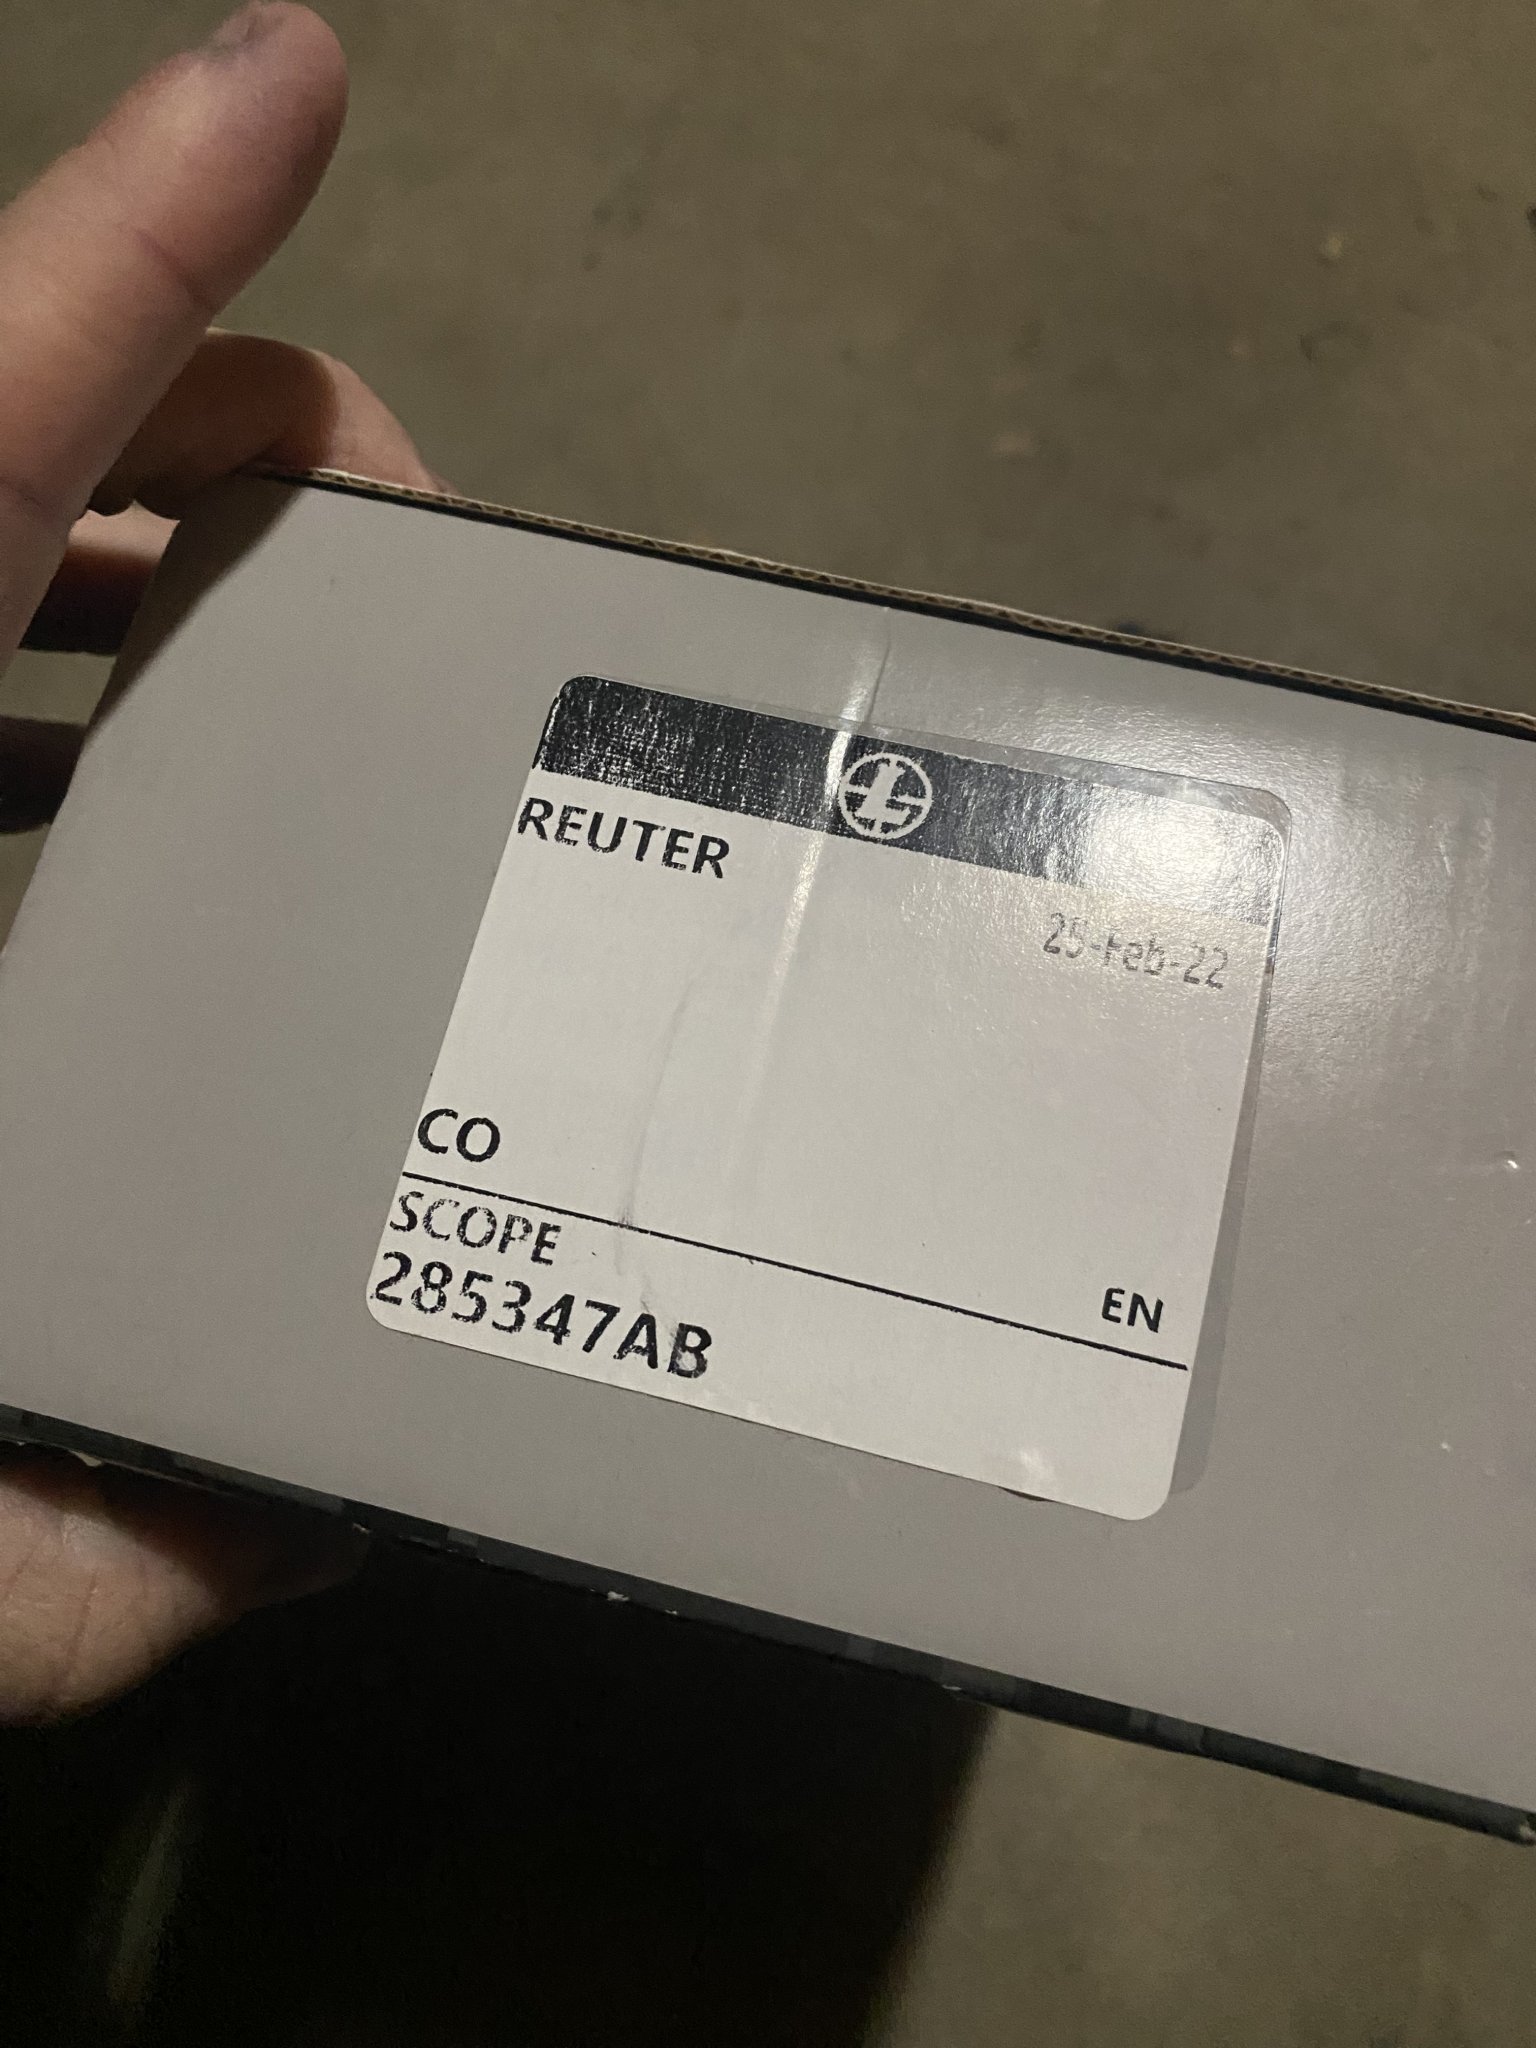 REUTER
25-Feb-22
CO
EN
SCOPE
285347AB